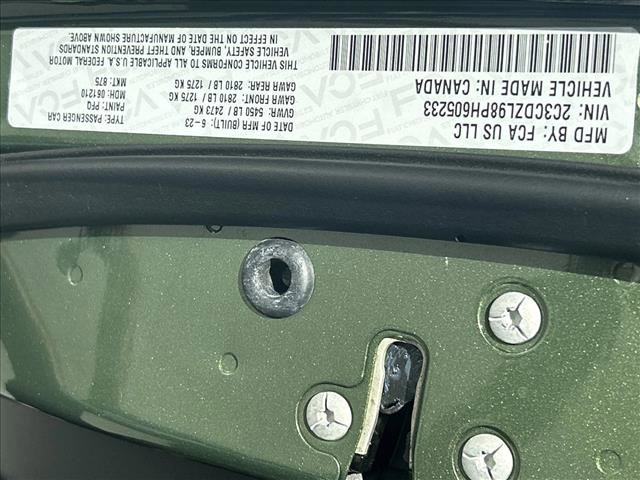 MFD BY: FCA US LLC
VIN: 2C3CDZL98PH605233
VEHICLE MADE IN: CANADA
DATE OF MFR (BUILT): 6-23
GVWR: 5450 LB / 2473 KG
GAWR FRONT: 2810 LB / 1275 KG
GAWR REAR: 2810 LB / 1275 KG
TYPE: PASSENGER CAR
PAINT: PFQ
MDH: 061210
MKT: 675
THIS VEHICLE CONFORMS TO ALL APPLICABLE U.S.A. FEDERAL MOTOR
VEHICLE SAFETY, BUMPER, AND THEFT PREVENTION STANDARDS
IN EFFECT ON THE DATE OF MANUFACTURE SHOWN ABOVE